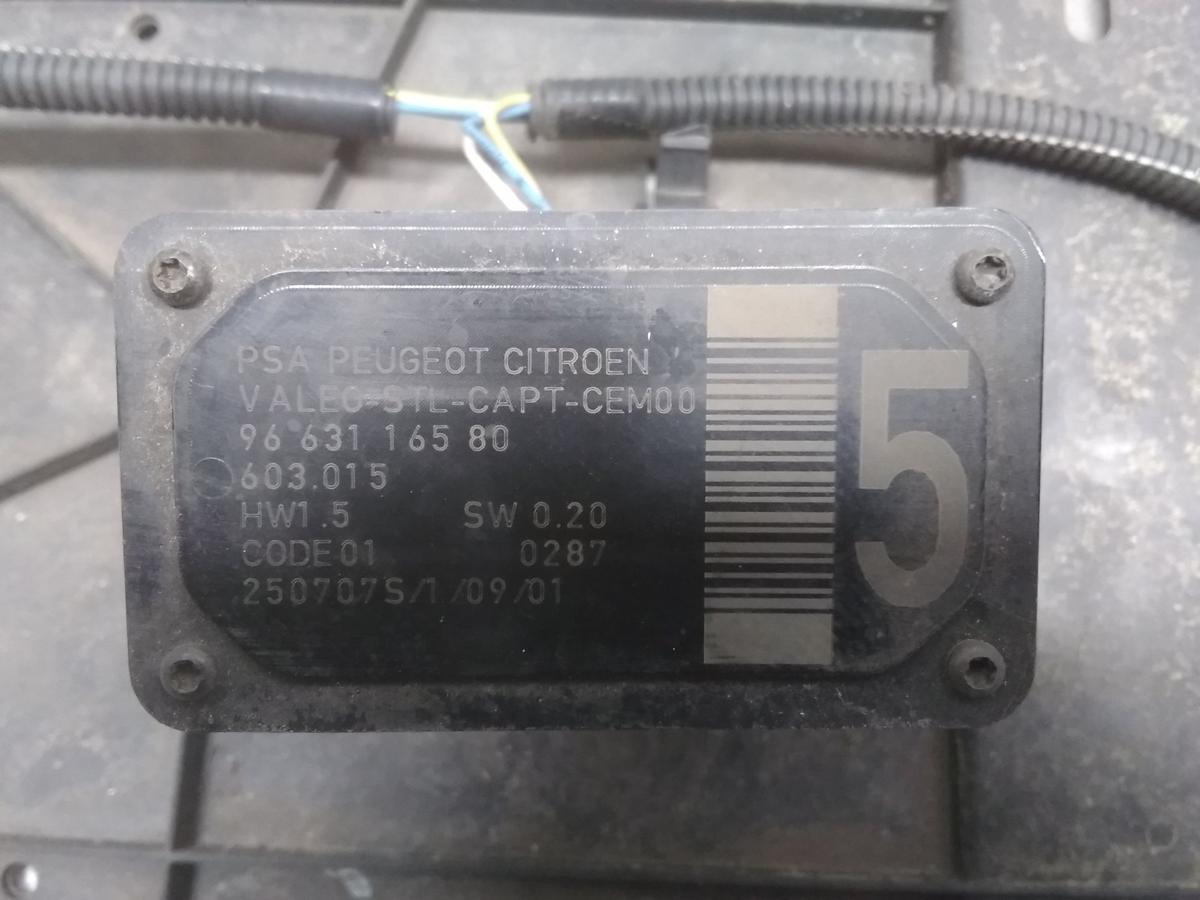 PSA PEUGEOT CITROEN
VALEO-STL-CAPT-CEM00
96 631 165 80
603.015
HW1.5 SW 0.20
CODE 01 0287
250707S/1/09/01
5